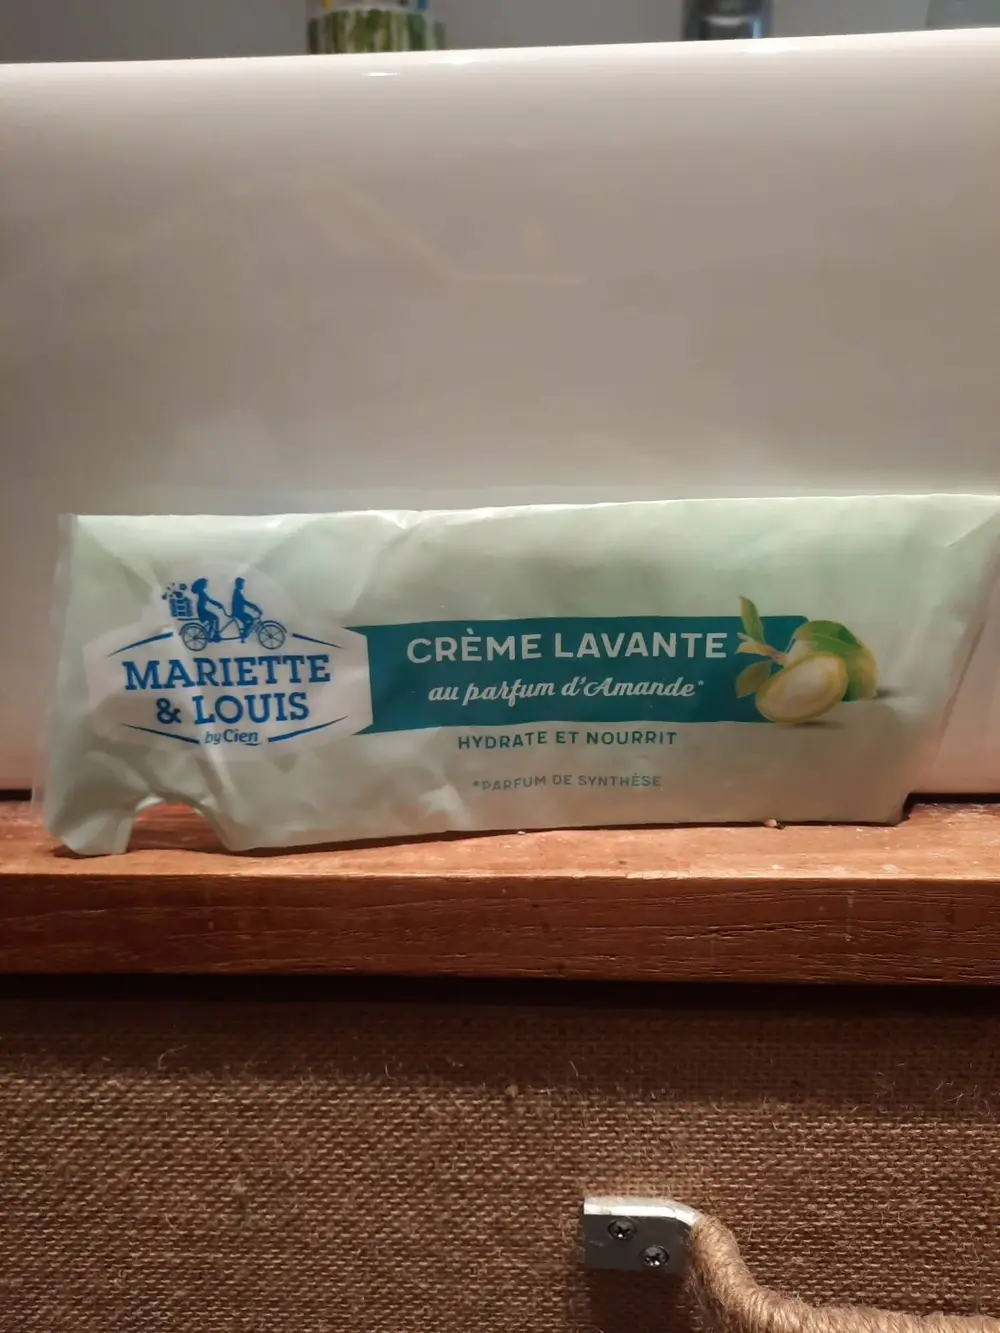 MARIETTE
& LOUIS
by Cien
CRÈME LAVANTE
au parfum d'Amande*
HYDRATE ET NOURRIT
*PARFUM DE SYNTHÈSE